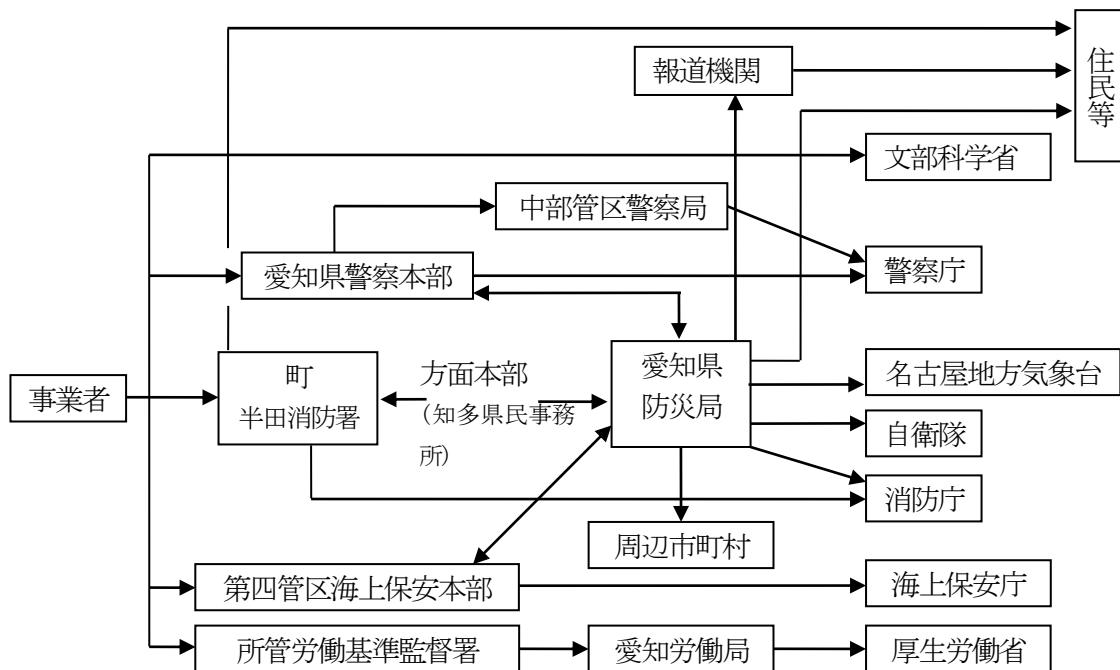 住民等
報道機関
文部科学省
中部管区警察局
愛知県警察本部
警察庁
事業者
町
半田消防署
方面本部
（知多県民事務
所）
愛知県
防災局
名古屋地方気象台
自衛隊
消防庁
周辺市町村
第四管区海上保安本部
海上保安庁
所管労働基準監督署
愛知労働局
厚生労働省